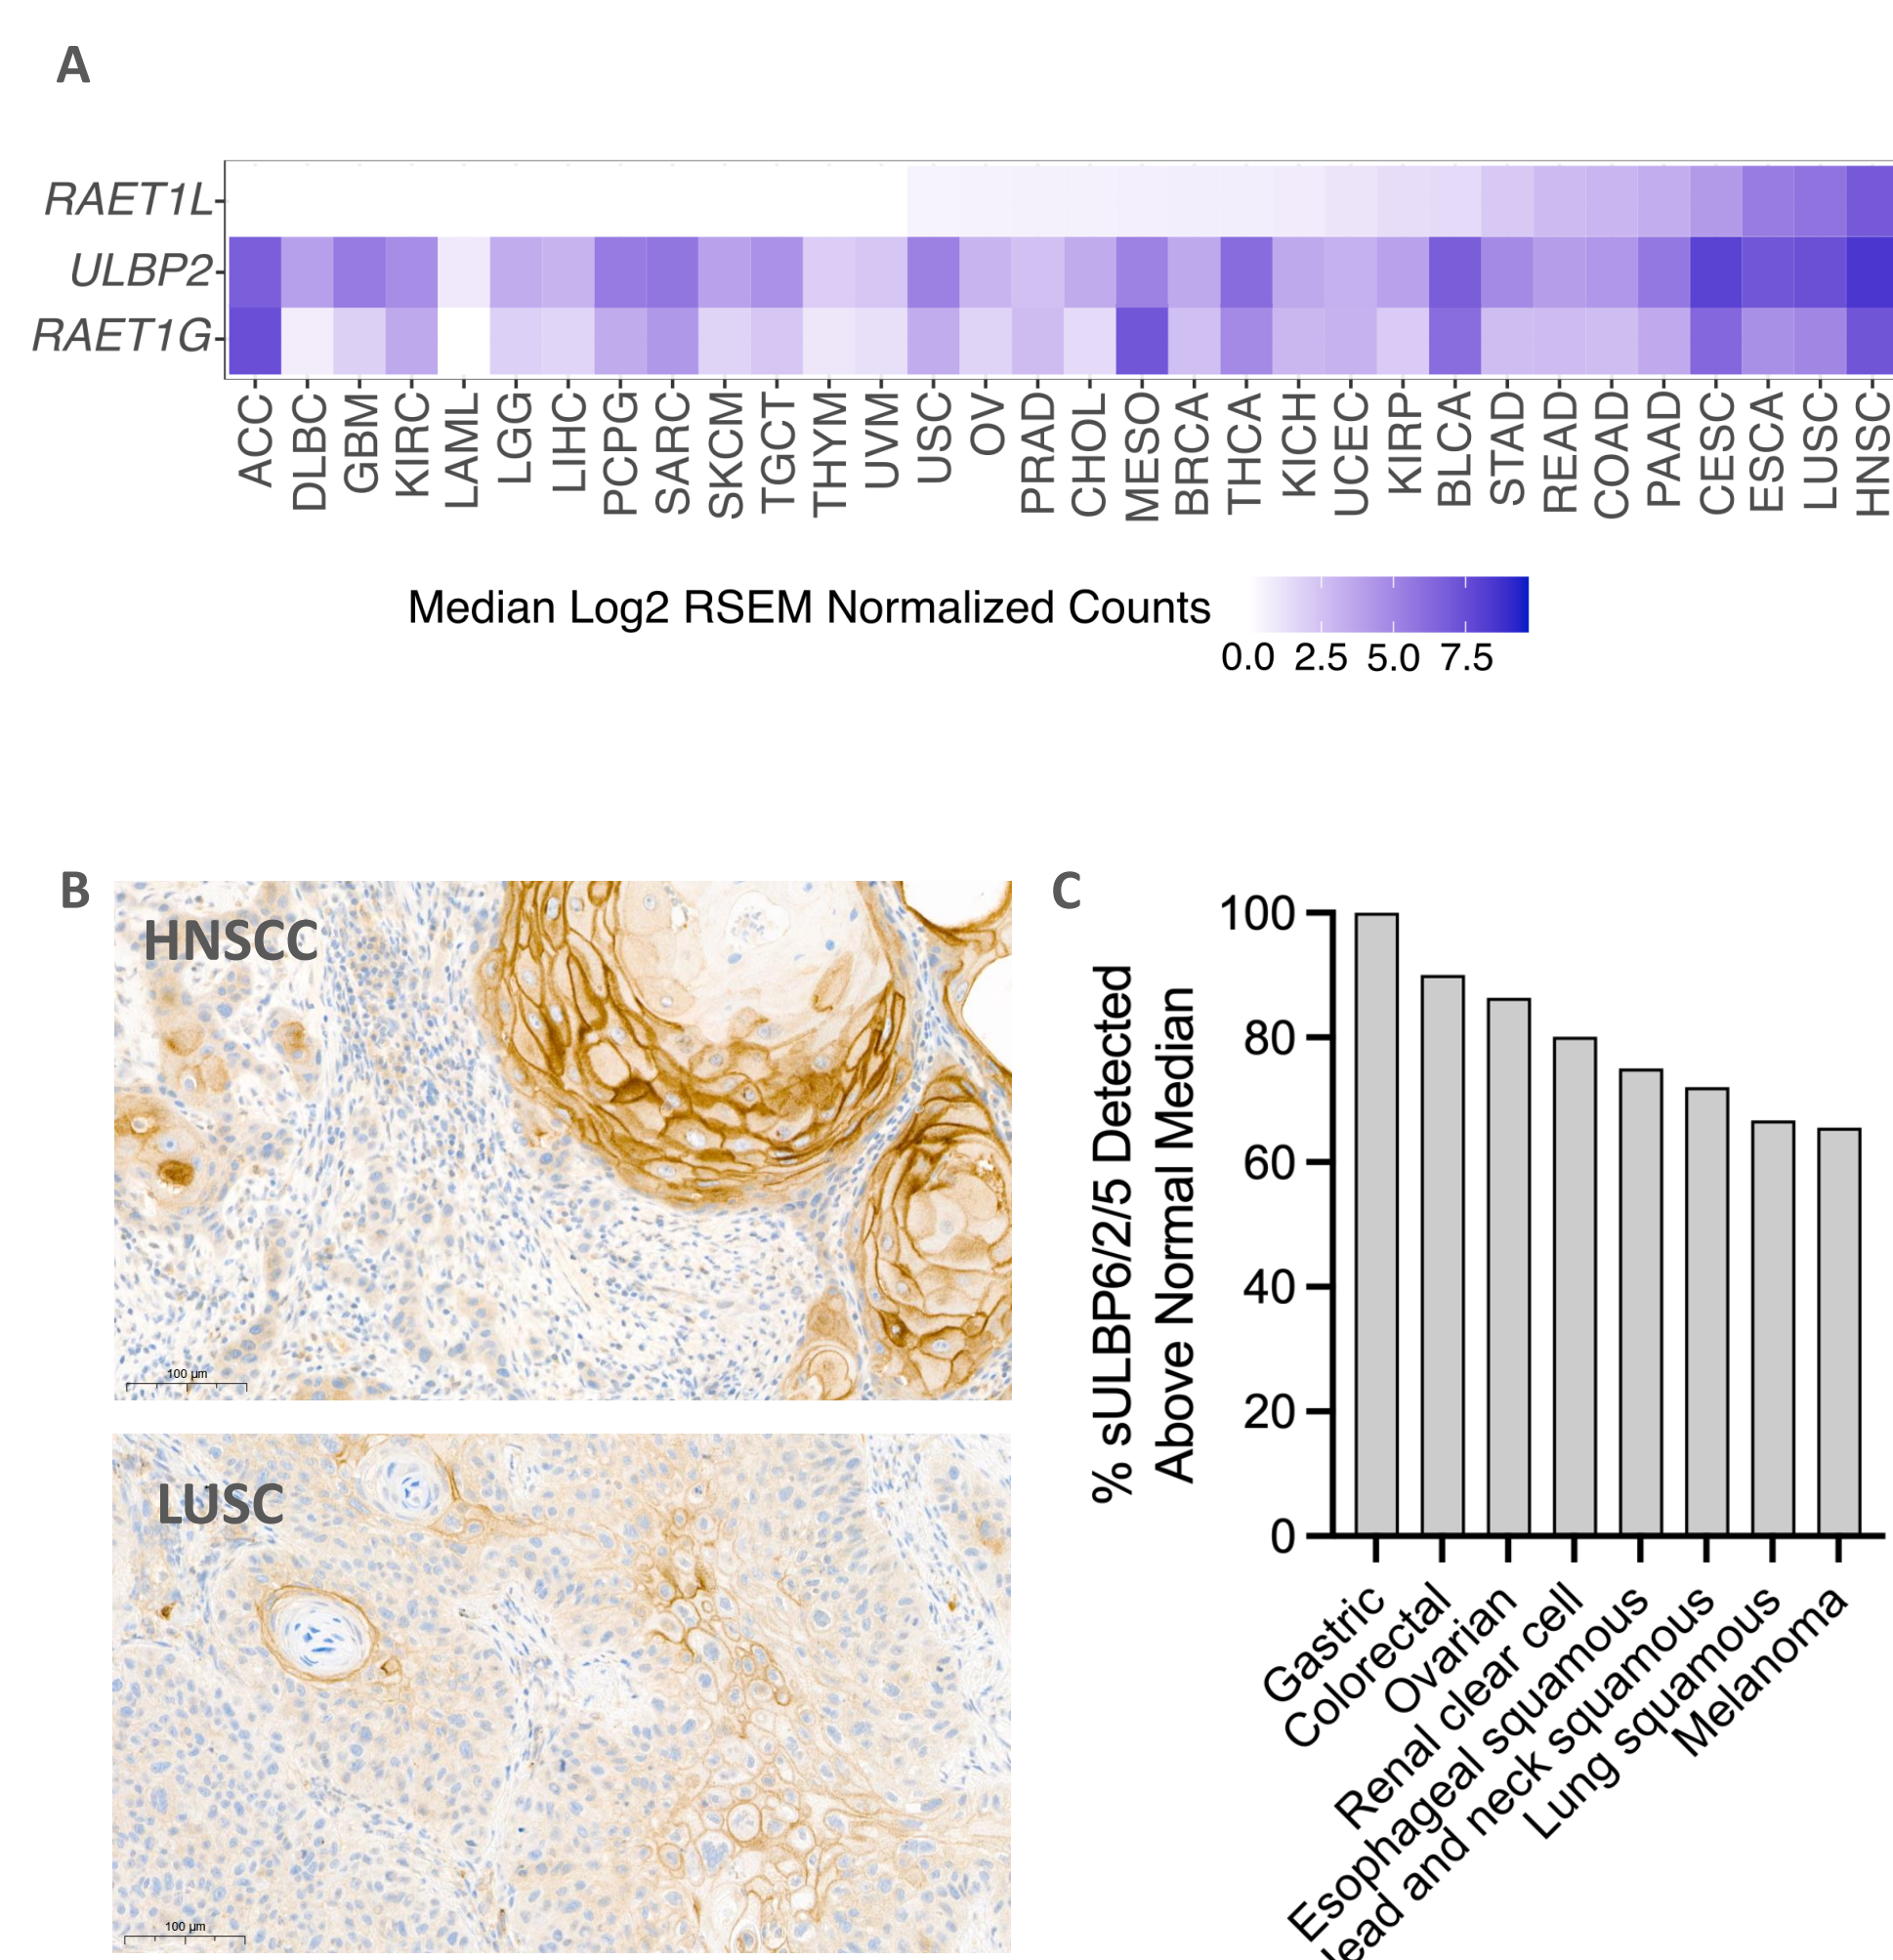 A
RAET1L
ULBP2
RAET1G
ACC DLBC GBM KIRC LAML LGG LIHC PCPG SARC SKCM TGCT THYM UVM USC OV PRAD CHOL MESO BRCA THCA KICH UCEC KIRP BLCA STAD READ COAD PAAD CESC ESCA LUSC HNSC
Median Log2 RSEM Normalized Counts
0.0 2.5 5.0 7.5
B
HNSCC
100 µm
LUSC
100 µm
C
% sULBP6/2/5 Detected
Above Normal Median
100
80
60
40
20
0
Gastric
Colorectal
Ovarian
Renal clear cell
Esophageal squamous
lead and neck squamous
Lung squamous
Melanoma